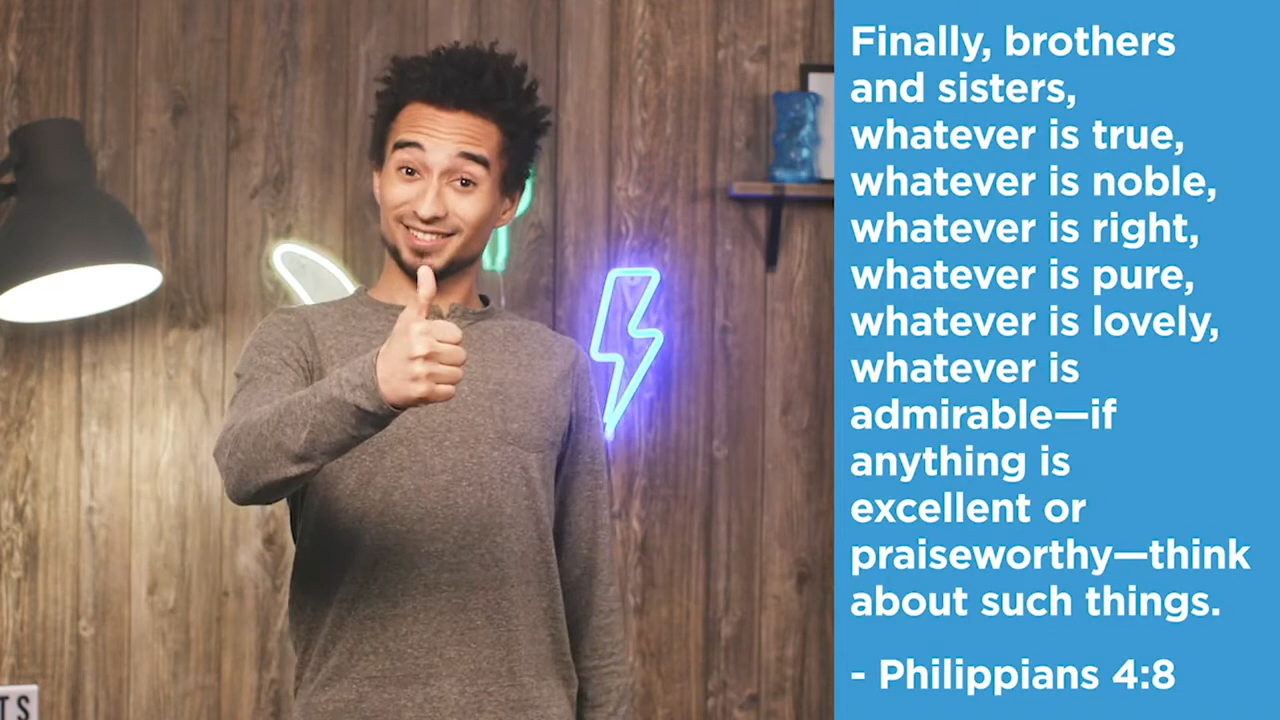 Finally, brothers
and sisters,
whatever is true,
whatever is noble,
whatever is right,
whatever is pure,
whatever is lovely,
whatever is
admirable—if
anything is
excellent or
praiseworthy—think
about such things.
- Philippians 4:8
TS